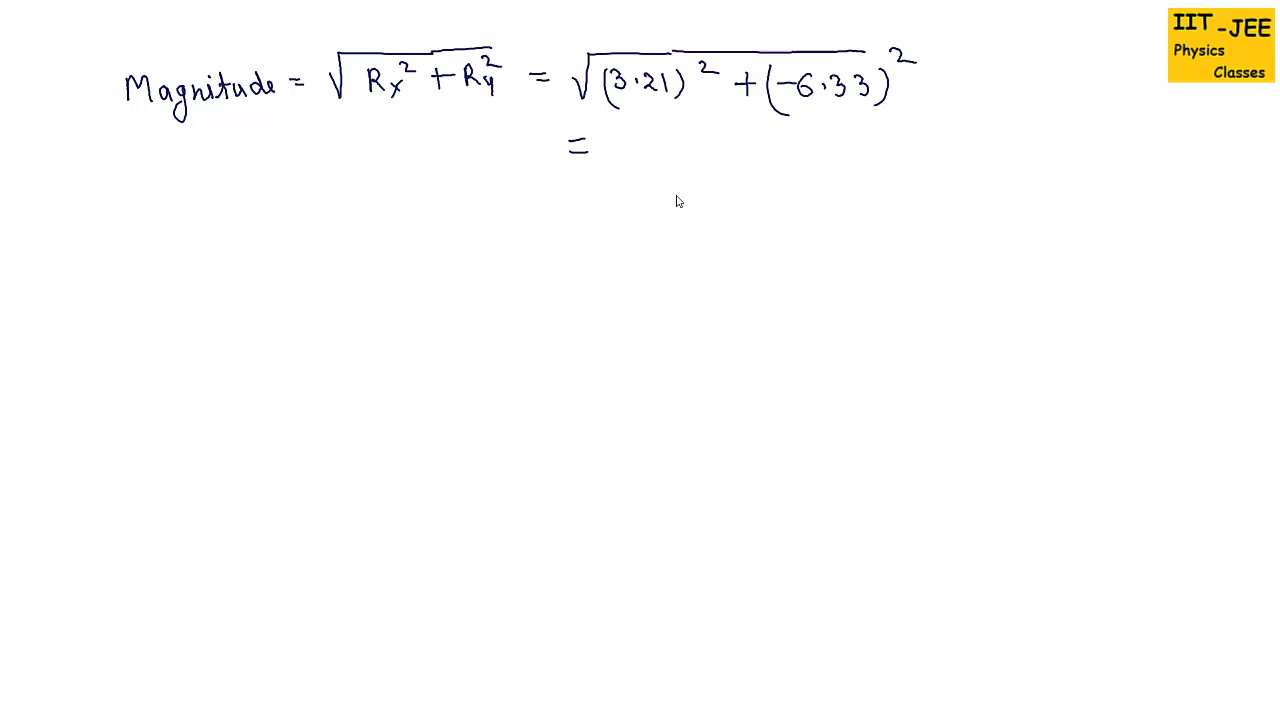 Magnitude = √(Rx² + Ry²) = √((3.21)² + (-6.33)²)
=
IIT-JEE
Physics
Classes